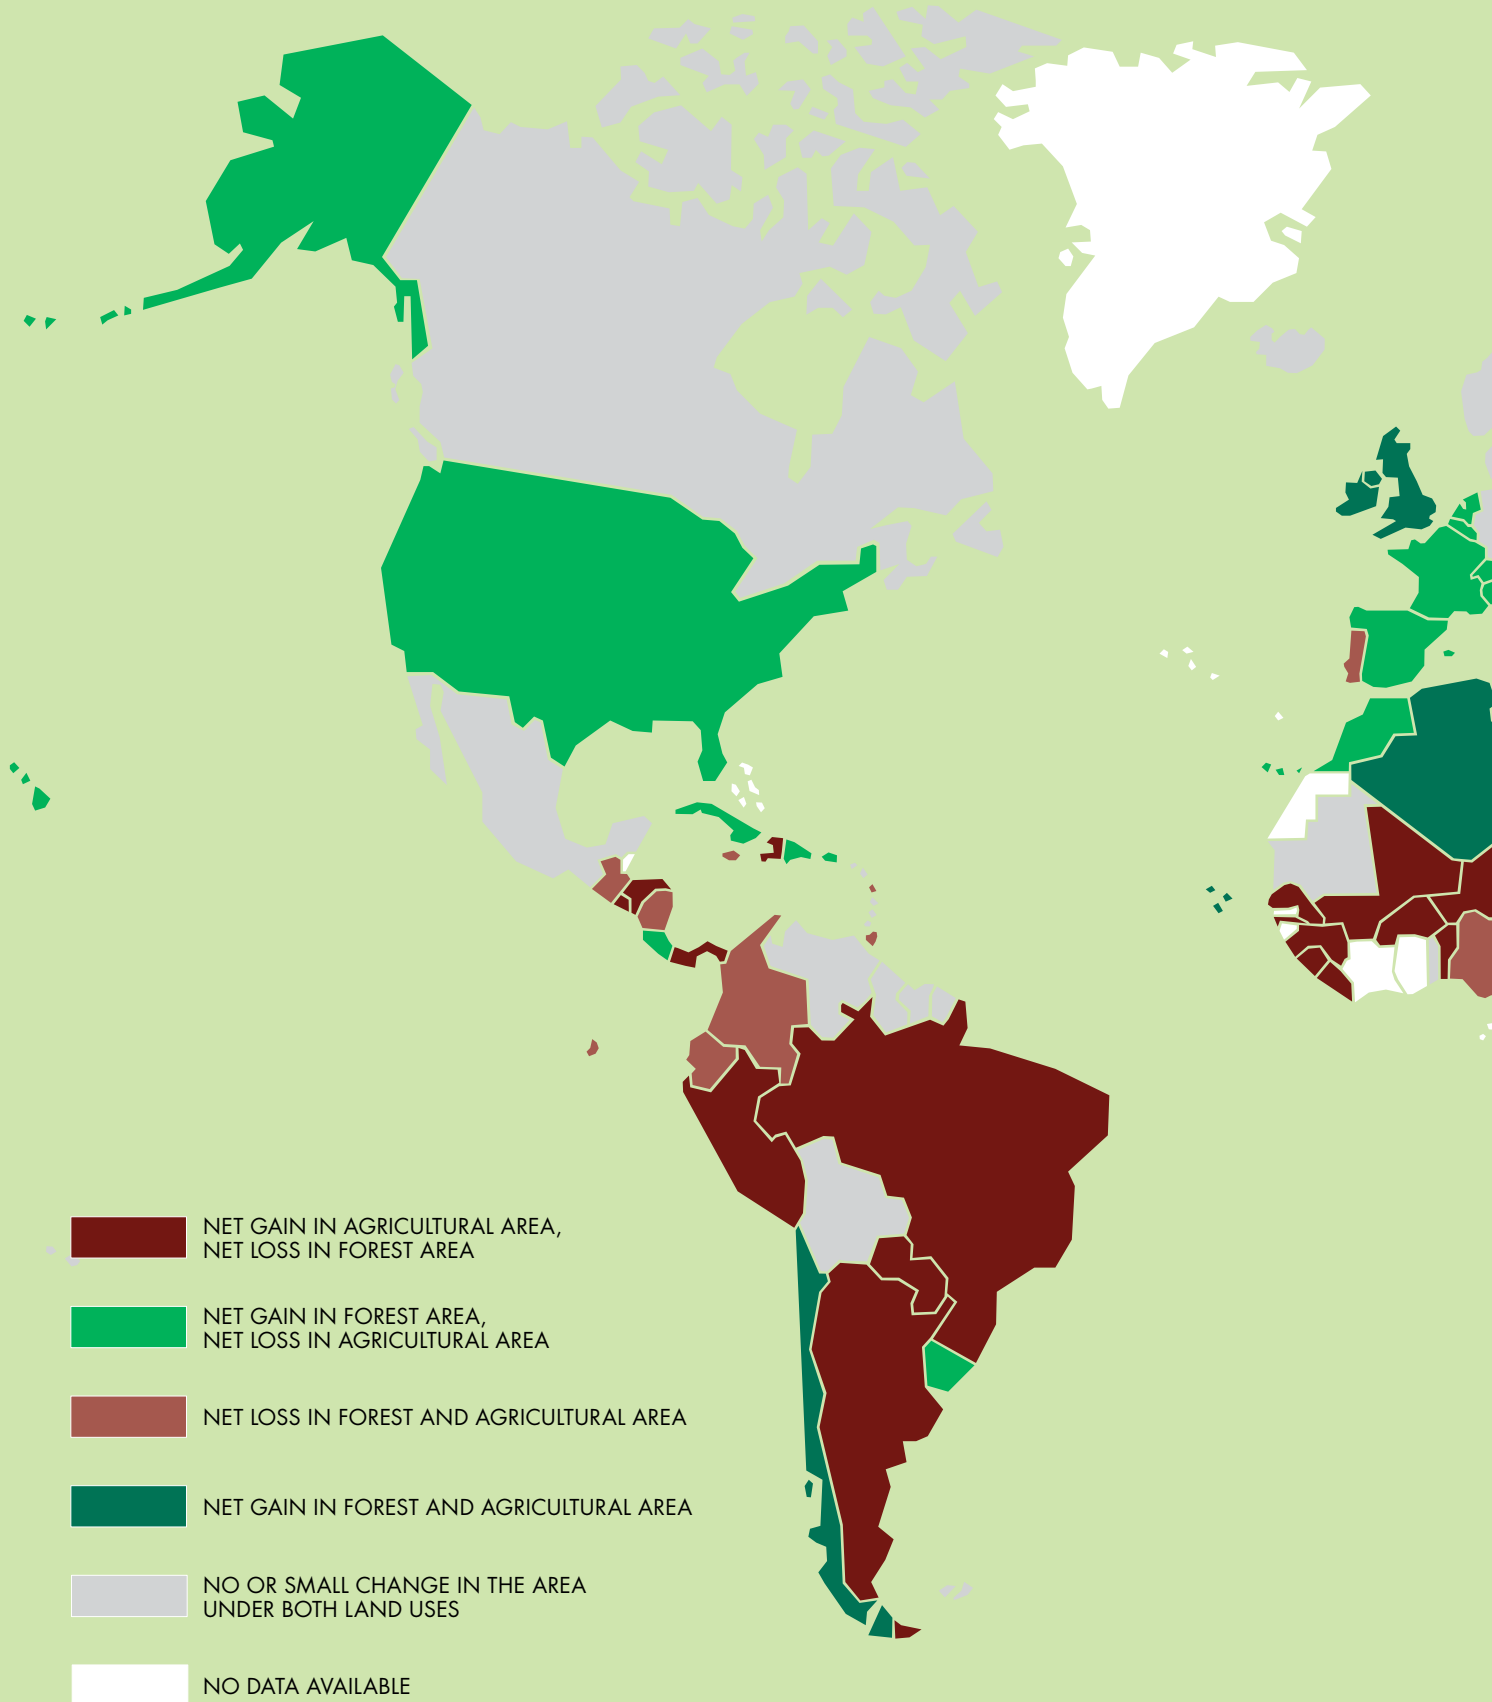 NET GAIN IN AGRICULTURAL AREA,
NET LOSS IN FOREST AREA
NET GAIN IN FOREST AREA,
NET LOSS IN AGRICULTURAL AREA
NET LOSS IN FOREST AND AGRICULTURAL AREA
NET GAIN IN FOREST AND AGRICULTURAL AREA
NO OR SMALL CHANGE IN THE AREA
UNDER BOTH LAND USES
NO DATA AVAILABLE